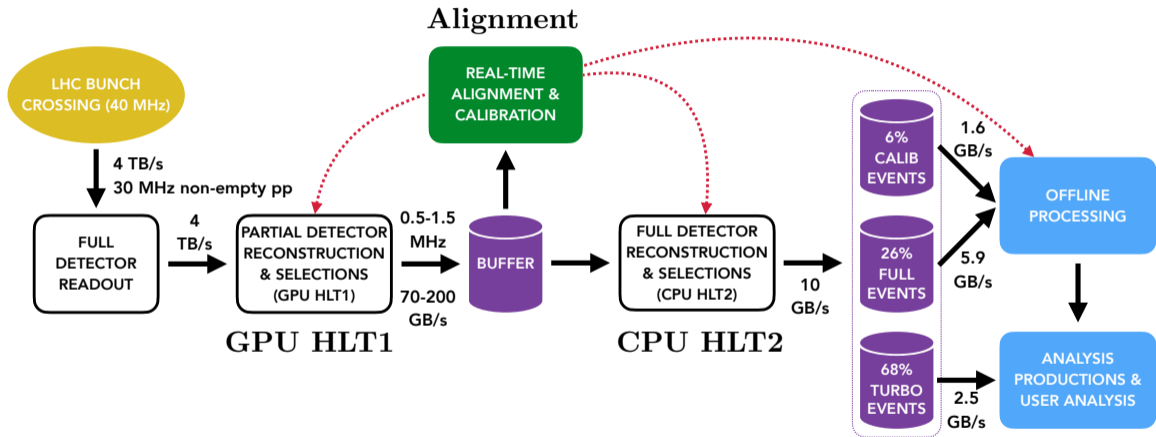 Alignment
LHC BUNCH
CROSSING (40 MHz)
REAL-TIME
ALIGNMENT &
CALIBRATION
4 TB/s
30 MHz non-empty pp
FULL
DETECTOR
READOUT
4
TB/s
PARTIAL DETECTOR
RECONSTRUCTION
& SELECTIONS
(GPU HLT1)
GPU HLT1
0.5-1.5
MHz
70-200
GB/s
BUFFER
FULL DETECTOR
RECONSTRUCTION
& SELECTIONS
(CPU HLT2)
CPU HLT2
10
GB/s
6%
CALIB
EVENTS
26%
FULL
EVENTS
68%
TURBO
EVENTS
1.6
GB/s
5.9
GB/s
2.5
GB/s
OFFLINE
PROCESSING
ANALYSIS
PRODUCTIONS &
USER ANALYSIS